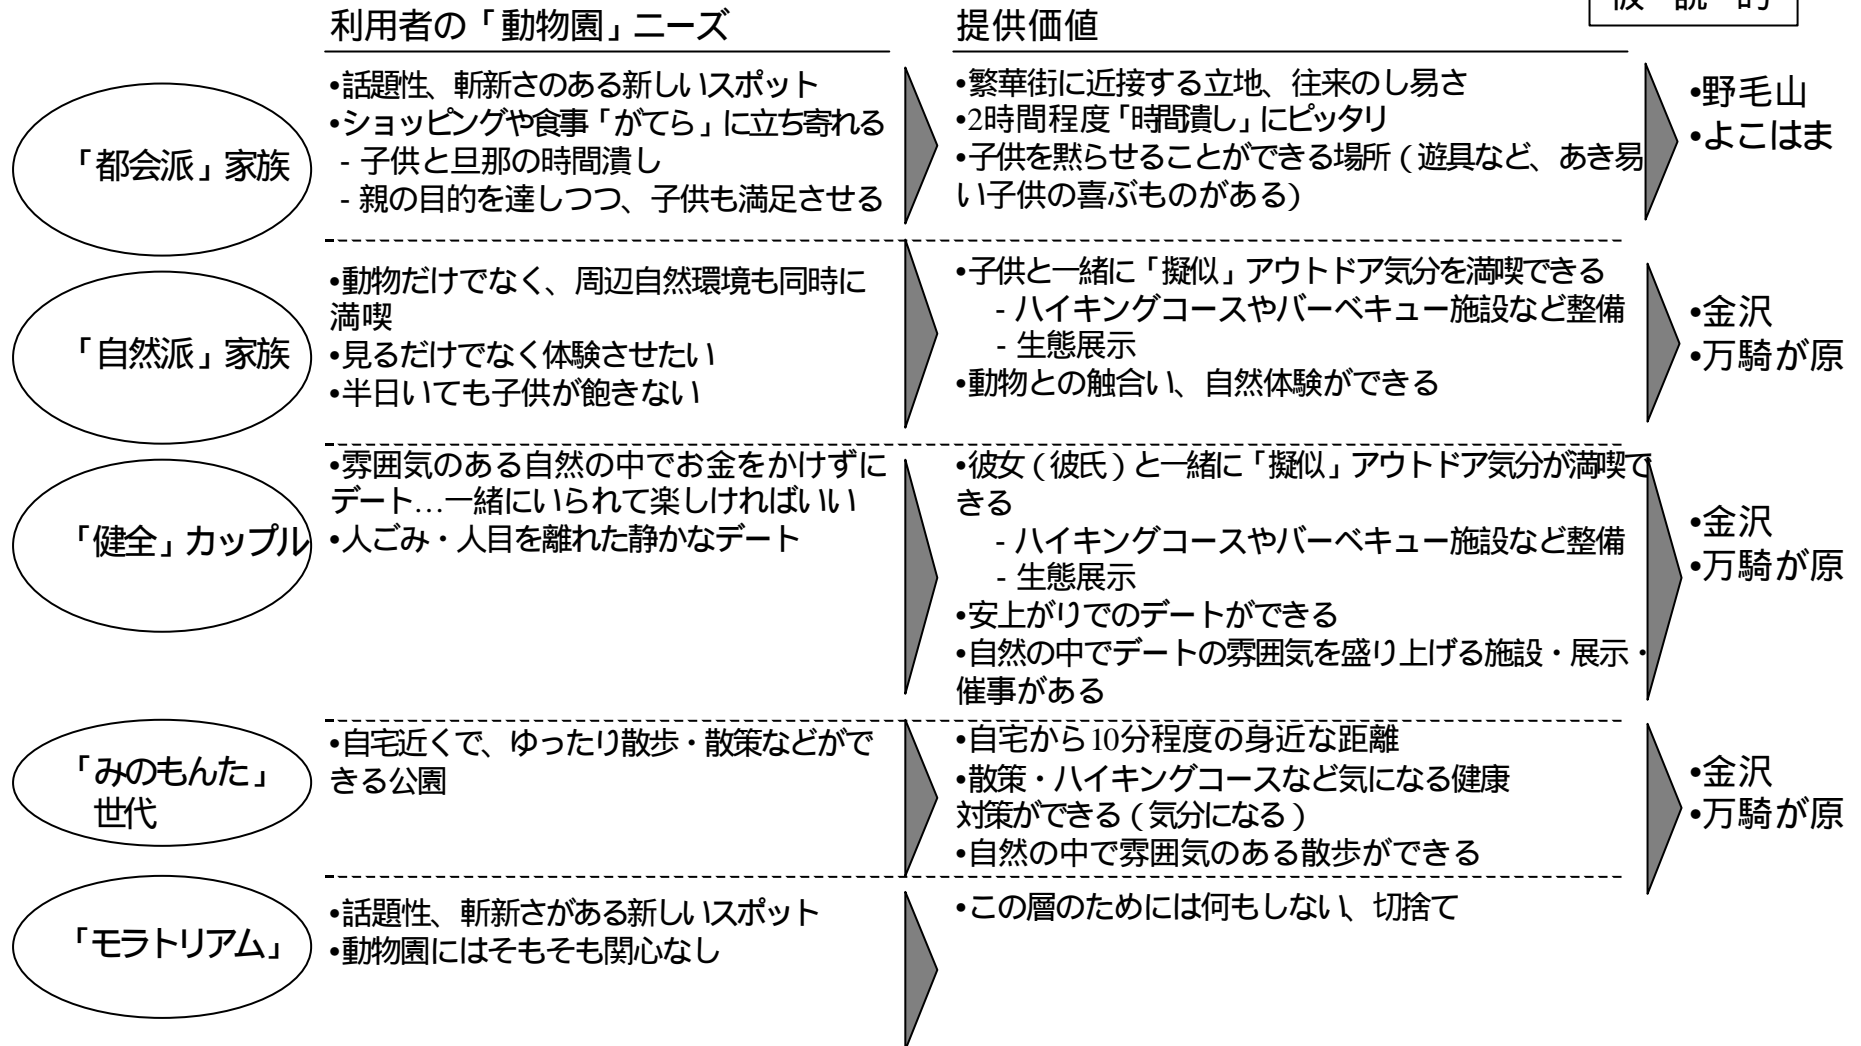 仮 説 的
利用者の「動物園」ニーズ
提供価値
「都会派」家族
•話題性、斬新さのある新しいスポット
•ショッピングや食事「がてら」に立ち寄れる
- 子供と旦那の時間潰し
- 親の目的を達しつつ、子供も満足させる
•繁華街に近接する立地、往来のし易さ
•2時間程度「時間潰し」にピッタリ
•子供を黙らせることができる場所（遊具など、あき易
い子供の喜ぶものがある）
•野毛山
•よこはま
「自然派」家族
•動物だけでなく、周辺自然環境も同時に
満喫
•見るだけでなく体験させたい
•半日いても子供が飽きない
•子供と一緒に「擬似」アウトドア気分を満喫できる
- ハイキングコースやバーベキュー施設など整備
- 生態展示
•動物との触合い、自然体験ができる
•金沢
•万騎が原
「健全」カップル
•雰囲気のある自然の中でお金をかけずに
デート…一緒にいられて楽しければいい
•人ごみ・人目を離れた静かなデート
•彼女（彼氏）と一緒に「擬似」アウトドア気分が満喫で
きる
- ハイキングコースやバーベキュー施設など整備
- 生態展示
•安上がりでのデートができる
•自然の中でデートの雰囲気を盛り上げる施設・展示・
催事がある
•金沢
•万騎が原
「みのもんた」
世代
•自宅近くで、ゆったり散歩・散策などがで
きる公園
•自宅から10分程度の身近な距離
•散策・ハイキングコースなど気になる健康
対策ができる（気分になる）
•自然の中で雰囲気のある散歩ができる
•金沢
•万騎が原
「モラトリアム」
•話題性、斬新さがある新しいスポット
•動物園にはそもそも関心なし
•この層のためには何もしない、切捨て